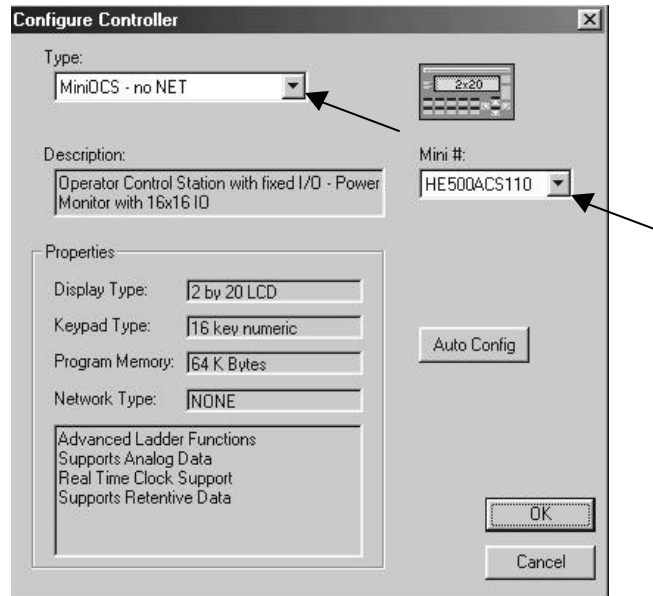 Configure Controller
Type:
MiniOCS - no NET
2x20
Description:
Operator Control Station with fixed I/O - Power
Monitor with 16x16 IO
Mini #:
HE500ACS110
Properties
Display Type: 2 by 20 LCD
Keypad Type: 16 key numeric
Program Memory: 64 K Bytes
Network Type: NONE
Advanced Ladder Functions
Supports Analog Data
Real Time Clock Support
Supports Retentive Data
Auto Config
OK
Cancel